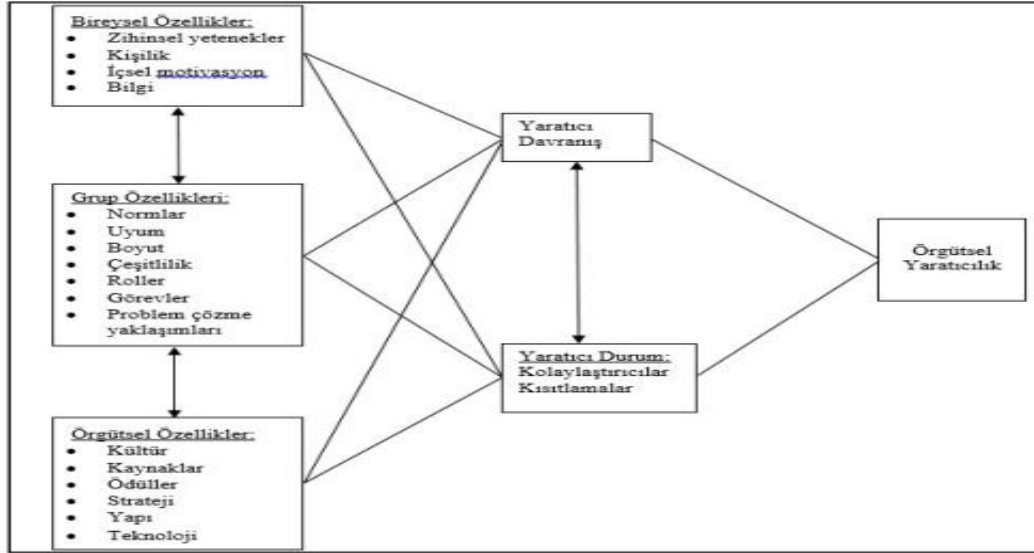 Bireysel Özellikler:
• Zihinsel yetenekler
• Kişilik
• İçsel motivasyon
• Bilgi
Grup Özellikleri:
• Normlar
• Uyum
• Boyut
• Çeşitlilik
• Roller
• Görevler
• Problem çözme
yaklaşımları
Örgütsel Özellikler:
• Kültür
• Kaynaklar
• Ödüller
• Strateji
• Yapı
• Teknoloji
Yaratıcı
Davranış
Yaratıcı Durum:
Kolaylaştırıcılar
Kısıtlamalar
Örgütsel
Yaratıcılık